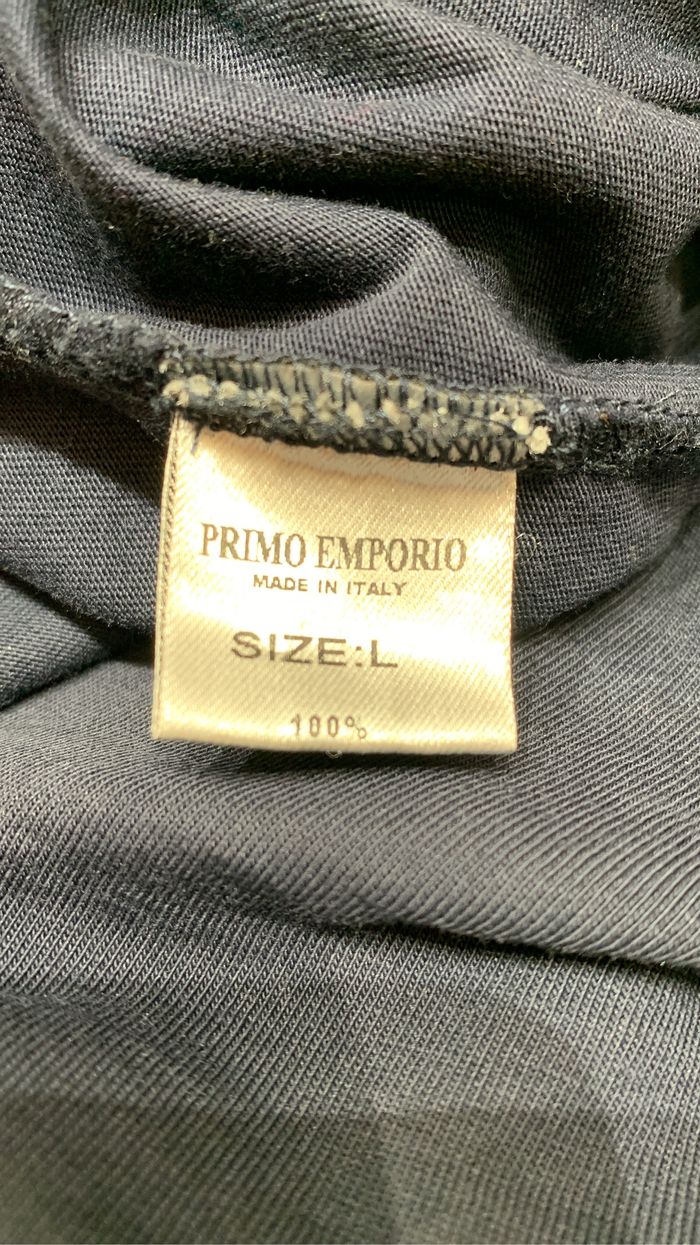 PRIMO EMPORIO
MADE IN ITALY
SIZE:L
100%